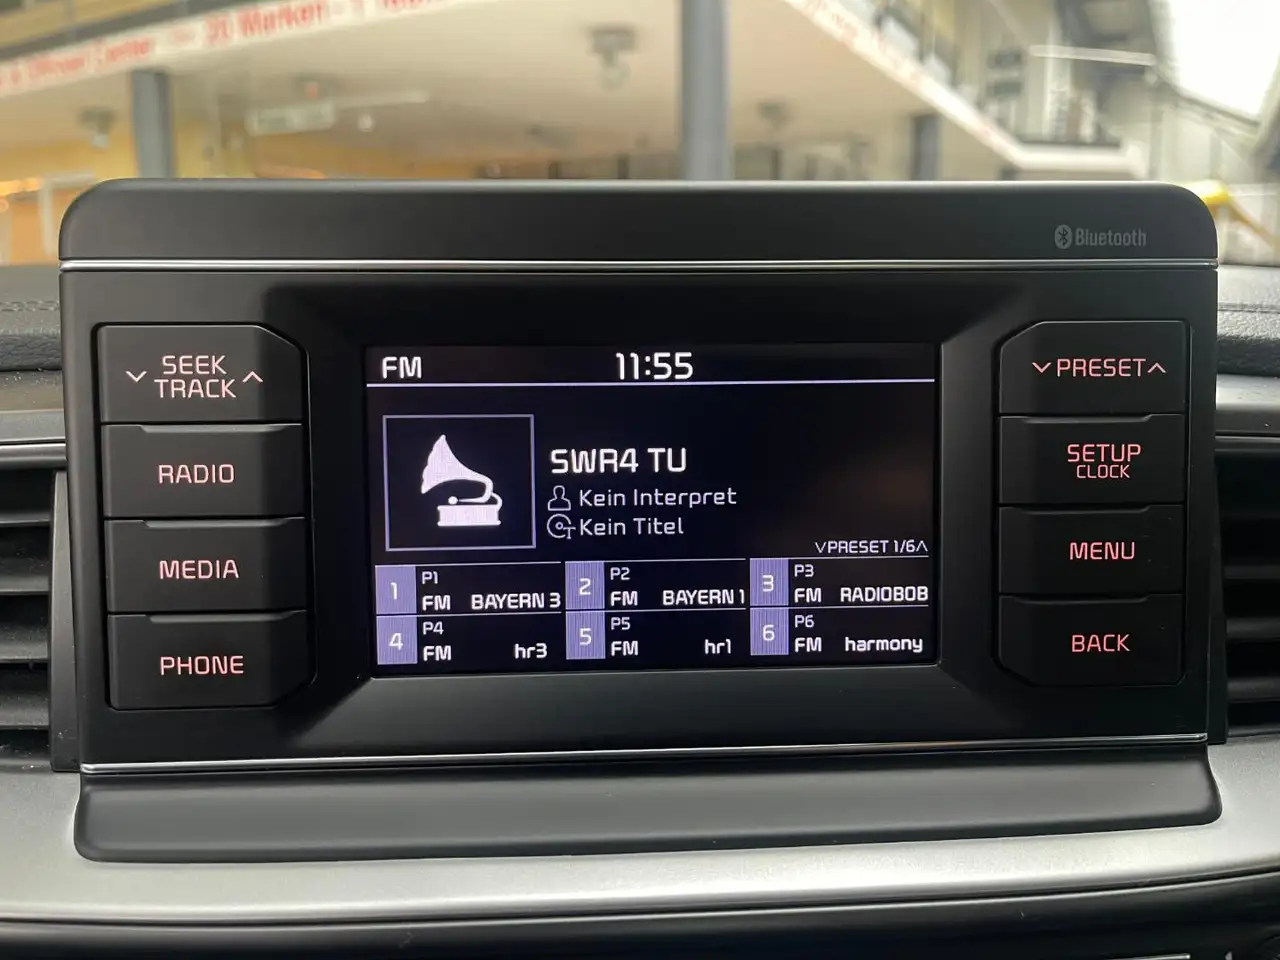 21 Marken
Bluetooth
SEEK
TRACK
RADIO
MEDIA
PHONE
FM 11:55
SWR4 TU
Kein Interpret
Kein Titel
PRESET 1/6
1 P1 FM BAYERN 3
2 P2 FM BAYERN 1
3 P3 FM RADIOBOB
4 P4 FM hr3
5 P5 FM hr1
6 P6 FM harmony
PRESET
SETUP
CLOCK
MENU
BACK